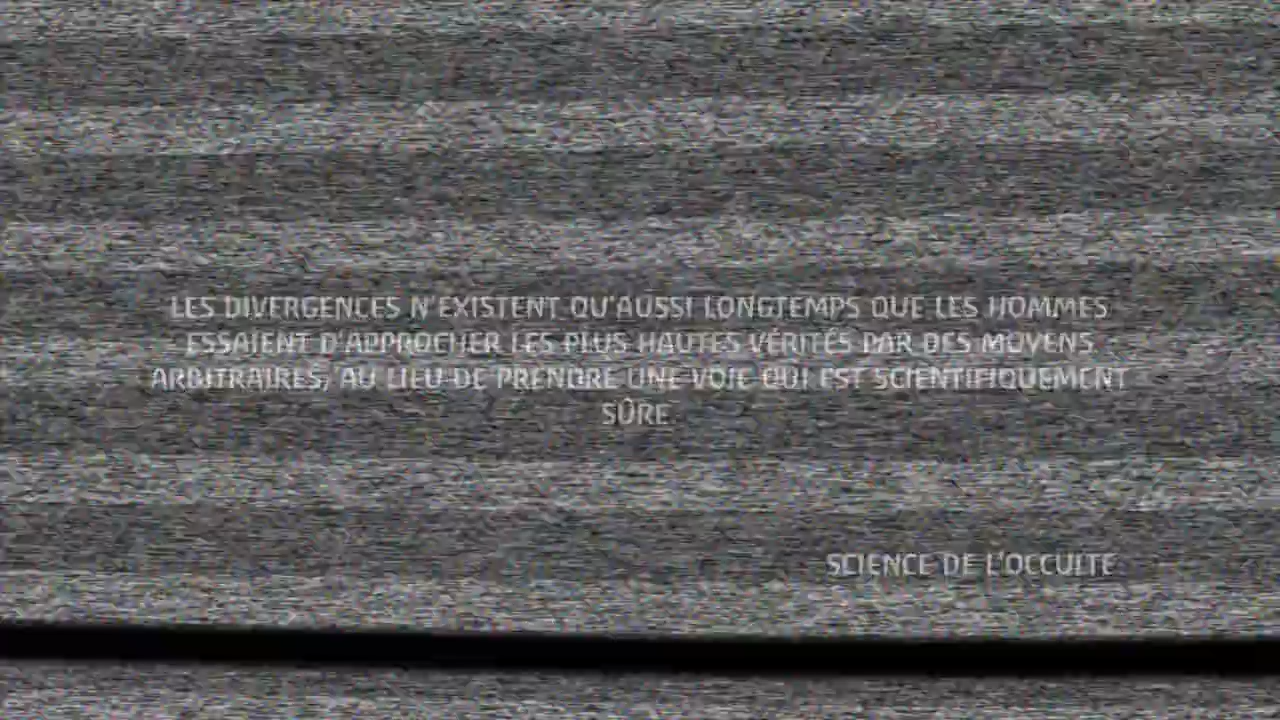 LES DIVERGENCES N'EXISTENT QU'AUSSI LONGTEMPS QUE LES HOMMES
ESSAIENT D'APPROCHER LES PLUS HAUTES VÉRITÉS PAR DES MOYENS
ARBITRAIRES, AU LIEU DE PRENDRE UNE VOIE QUI EST SCIENTIFIQUEMENT
SÛRE
SCIENCE DE L'OCCULTE